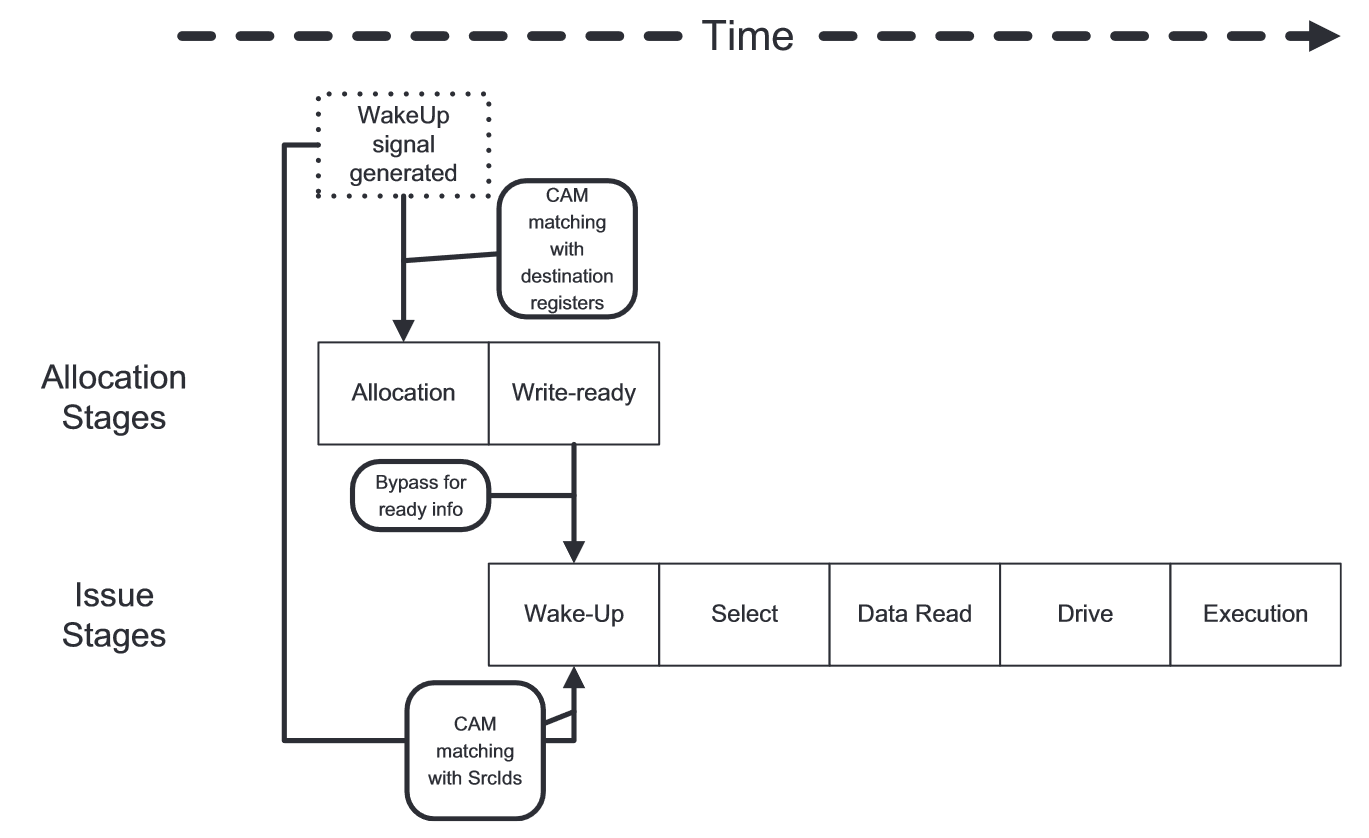 Time
WakeUp
signal
generated
CAM
matching
with
destination
registers
Allocation
Stages
Allocation
Write-ready
Bypass for
ready info
Issue
Stages
Wake-Up
Select
Data Read
Drive
Execution
CAM
matching
with SrcIds